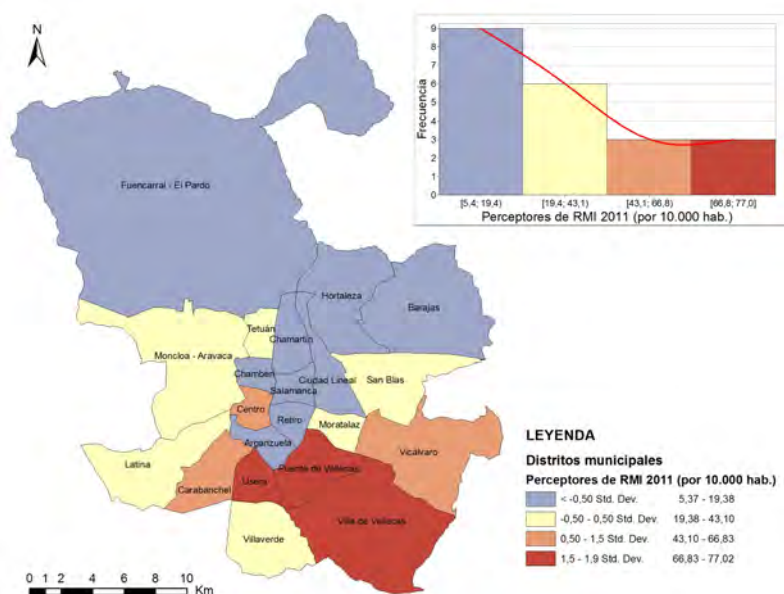 N
9
8
7
6
5
4
3
2
1
0
Frecuencia
[5,4; 19,4)
[19,4; 43,1)
[43,1; 66,8)
[66,8; 77,0]
Perceptores de RMI 2011 (por 10.000 hab.)
Fuencarral - El Pardo
Hortaleza
Barajas
Tetuán
Chamartín
Moncloa - Aravaca
Chamberí
Ciudad Lineal
San Blas
Salamanca
Centro
Retiro
Moratalaz
Arganzuela
Vicálvaro
Latina
Puente de Vallecas
Usera
Carabanchel
Villa de Vallecas
Villaverde
LEYENDA
Distritos municipales
Perceptores de RMI 2011 (por 10.000 hab.)
< -0,50 Std. Dev. 5,37 - 19,38
-0,50 - 0,50 Std. Dev. 19,38 - 43,10
0,50 - 1,5 Std. Dev. 43,10 - 66,83
1,5 - 1,9 Std. Dev. 66,83 - 77,02
0 1 2 4 6 8 10
Km